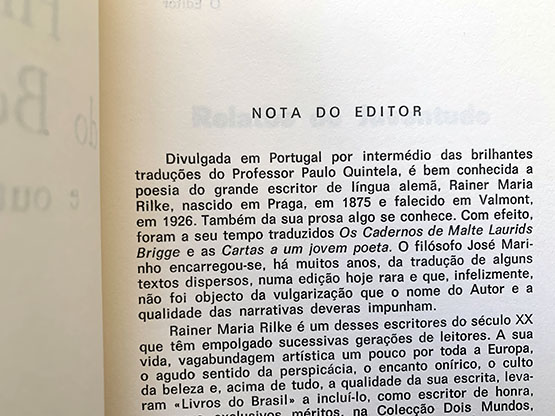 O Editor
NOTA DO EDITOR
Divulgada em Portugal por intermédio das brilhantes
traduções do Professor Paulo Quintela, é bem conhecida a
poesia do grande escritor de língua alemã, Rainer Maria
Rilke, nascido em Praga, em 1875 e falecido em Valmont,
em 1926. Também da sua prosa algo se conhece. Com efeito,
foram a seu tempo traduzidos Os Cadernos de Malte Laurids
Brigge e as Cartas a um jovem poeta. O filósofo José Mari-
nho encarregou-se, há muitos anos, da tradução de alguns
textos dispersos, numa edição hoje rara e que, infelizmente,
não foi objecto da vulgarização que o nome do Autor e a
qualidade das narrativas deveras impunham.
Rainer Maria Rilke é um desses escritores do século XX
que têm empolgado sucessivas gerações de leitores. A sua
vida, vagabundagem artística um pouco por toda a Europa,
o agudo sentido da perspicácia, o encanto onírico, o culto
da beleza e, acima de tudo, a qualidade da sua escrita, leva-
ram «Livros do Brasil» a incluí-lo, como escritor de honra,
exclusivos méritos, na Colecção Dois Mundos,